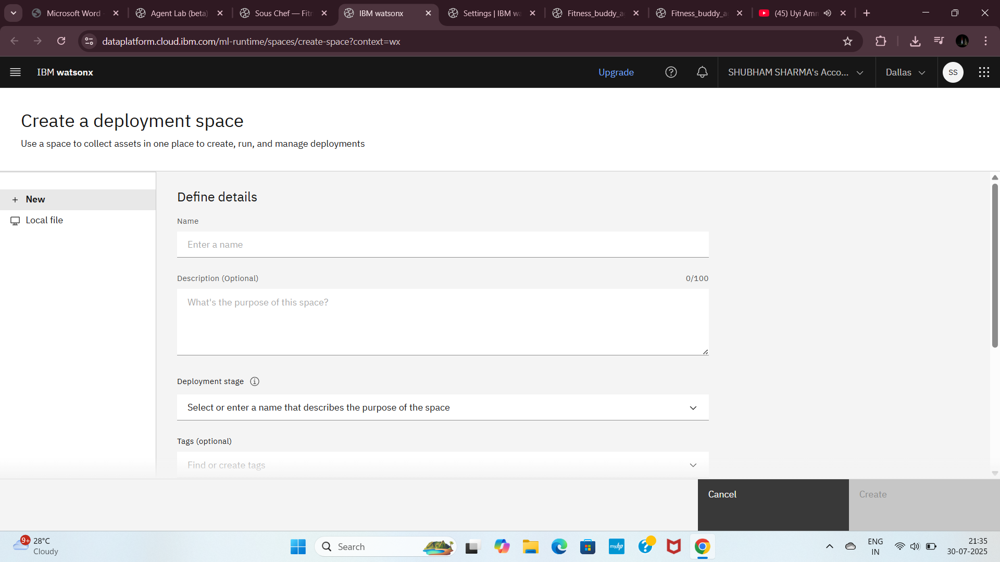 Microsoft Word -
Agent Lab (beta)
Sous Chef — Fit
IBM watsonx
Settings | IBM wa
Fitness_buddy_a
Fitness_buddy_a
(45) Uyi Am
dataplatform.cloud.ibm.com/ml-runtime/spaces/create-space?context=wx
IBM watsonx
Upgrade
SHUBHAM SHARMA's Acco...
Dallas
SS
Create a deployment space
Use a space to collect assets in one place to create, run, and manage deployments
New
Local file
Define details
Name
Enter a name
Description (Optional)
0/100
What's the purpose of this space?
Deployment stage
Select or enter a name that describes the purpose of the space
Tags (optional)
Find or create tags
Cancel
Create
9+
28°C
Cloudy
Search
myhp
ENG
IN
21:35
30-07-2025